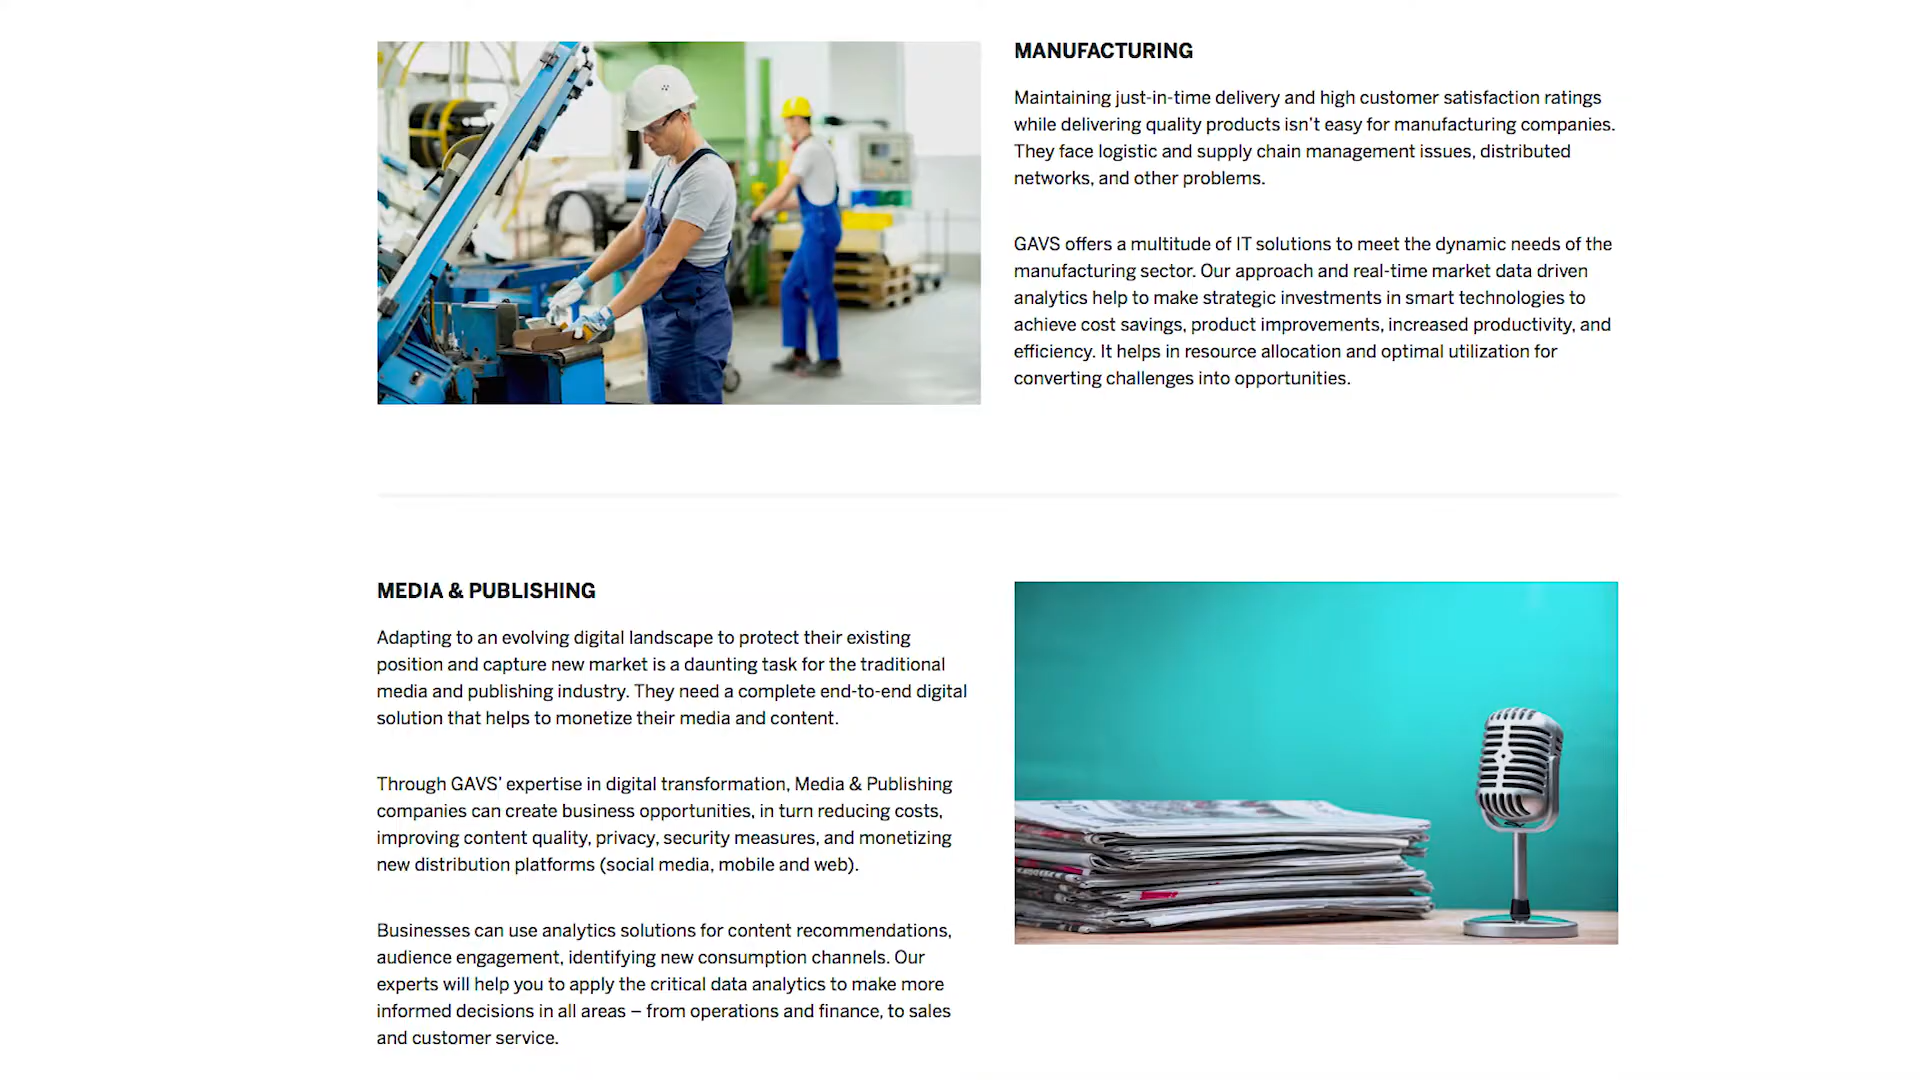 MANUFACTURING
Maintaining just-in-time delivery and high customer satisfaction ratings
while delivering quality products isn't easy for manufacturing companies.
They face logistic and supply chain management issues, distributed
networks, and other problems.
GAVS offers a multitude of IT solutions to meet the dynamic needs of the
manufacturing sector. Our approach and real-time market data driven
analytics help to make strategic investments in smart technologies to
achieve cost savings, product improvements, increased productivity, and
efficiency. It helps in resource allocation and optimal utilization for
converting challenges into opportunities.
MEDIA & PUBLISHING
Adapting to an evolving digital landscape to protect their existing
position and capture new market is a daunting task for the traditional
media and publishing industry. They need a complete end-to-end digital
solution that helps to monetize their media and content.
Through GAVS' expertise in digital transformation, Media & Publishing
companies can create business opportunities, in turn reducing costs,
improving content quality, privacy, security measures, and monetizing
new distribution platforms (social media, mobile and web).
Businesses can use analytics solutions for content recommendations,
audience engagement, identifying new consumption channels. Our
experts will help you to apply the critical data analytics to make more
informed decisions in all areas – from operations and finance, to sales
and customer service.